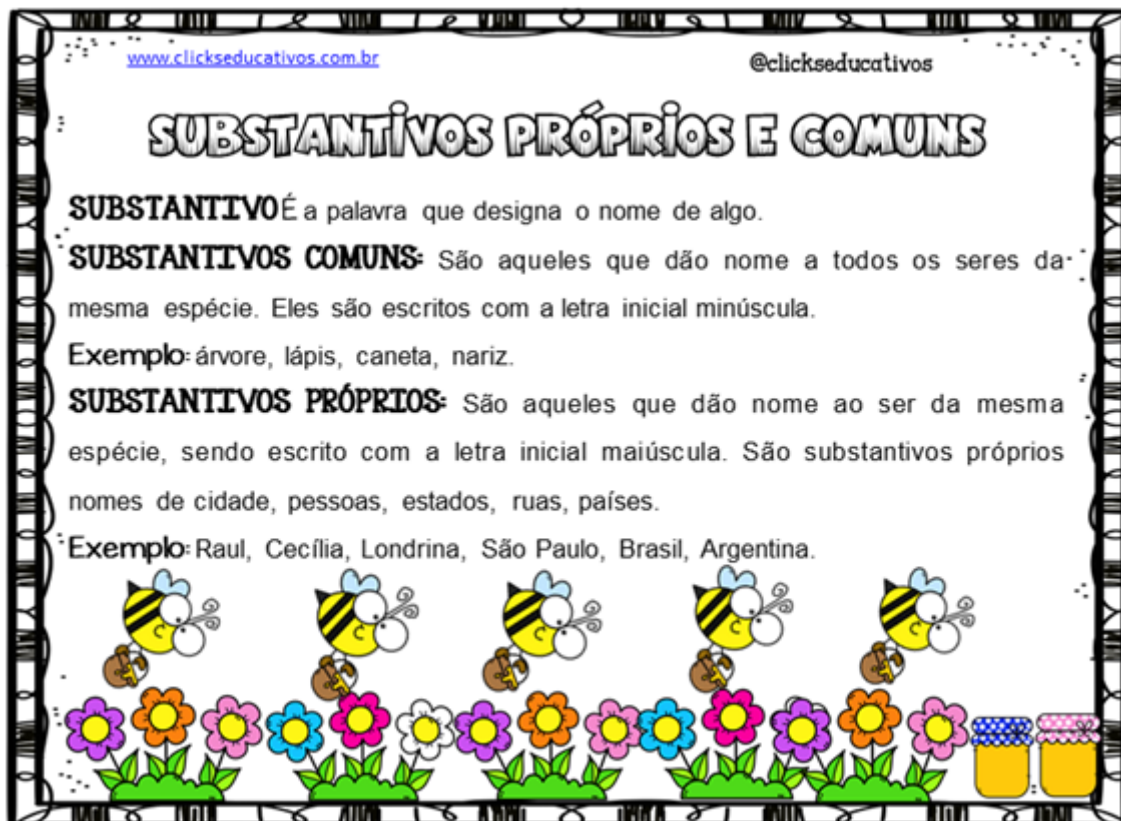 www.clickseducativos.com.br @clickseducativos
SUBSTANTIVOS PRÓPRIOS E COMUNS
SUBSTANTIVO É a palavra que designa o nome de algo.
SUBSTANTIVOS COMUNS: São aqueles que dão nome a todos os seres da
mesma espécie. Eles são escritos com a letra inicial minúscula.
Exemplo: árvore, lápis, caneta, nariz.
SUBSTANTIVOS PRÓPRIOS: São aqueles que dão nome ao ser da mesma
espécie, sendo escrito com a letra inicial maiúscula. São substantivos próprios
nomes de cidade, pessoas, estados, ruas, países.
Exemplo: Raul, Cecília, Londrina, São Paulo, Brasil, Argentina.